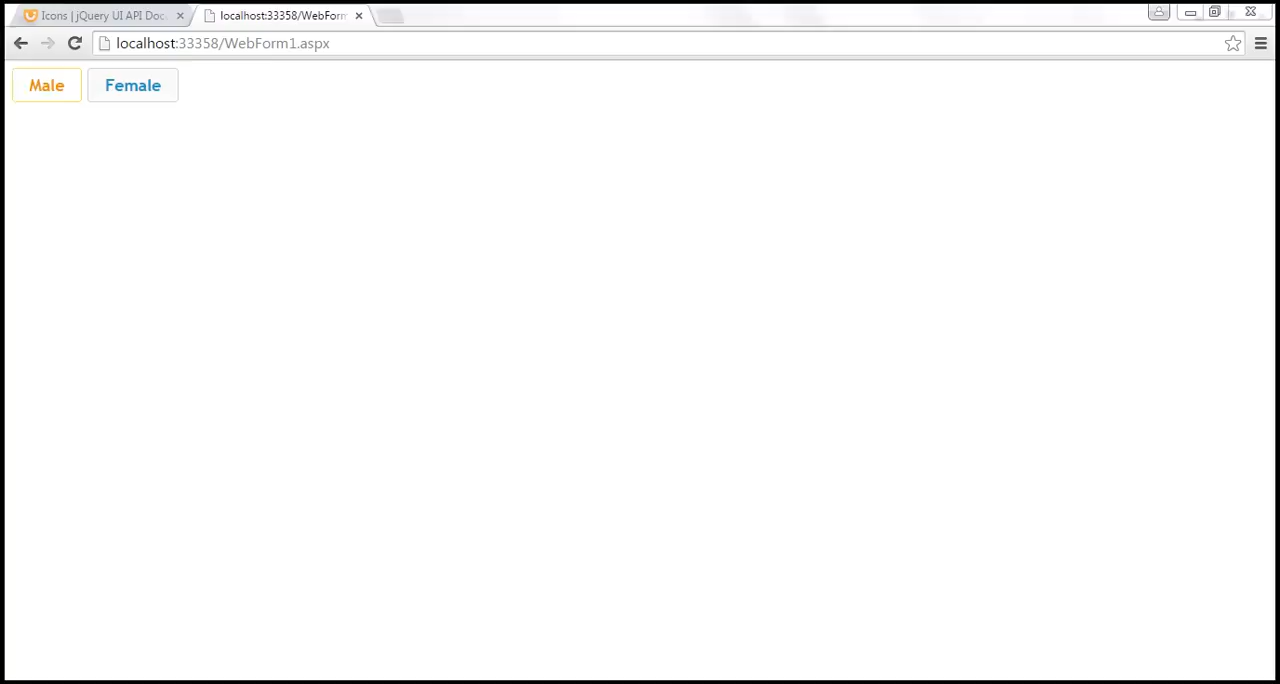 Icons | jQuery UI API Doc
localhost:33358/WebForm
localhost:33358/WebForm1.aspx
Male Female